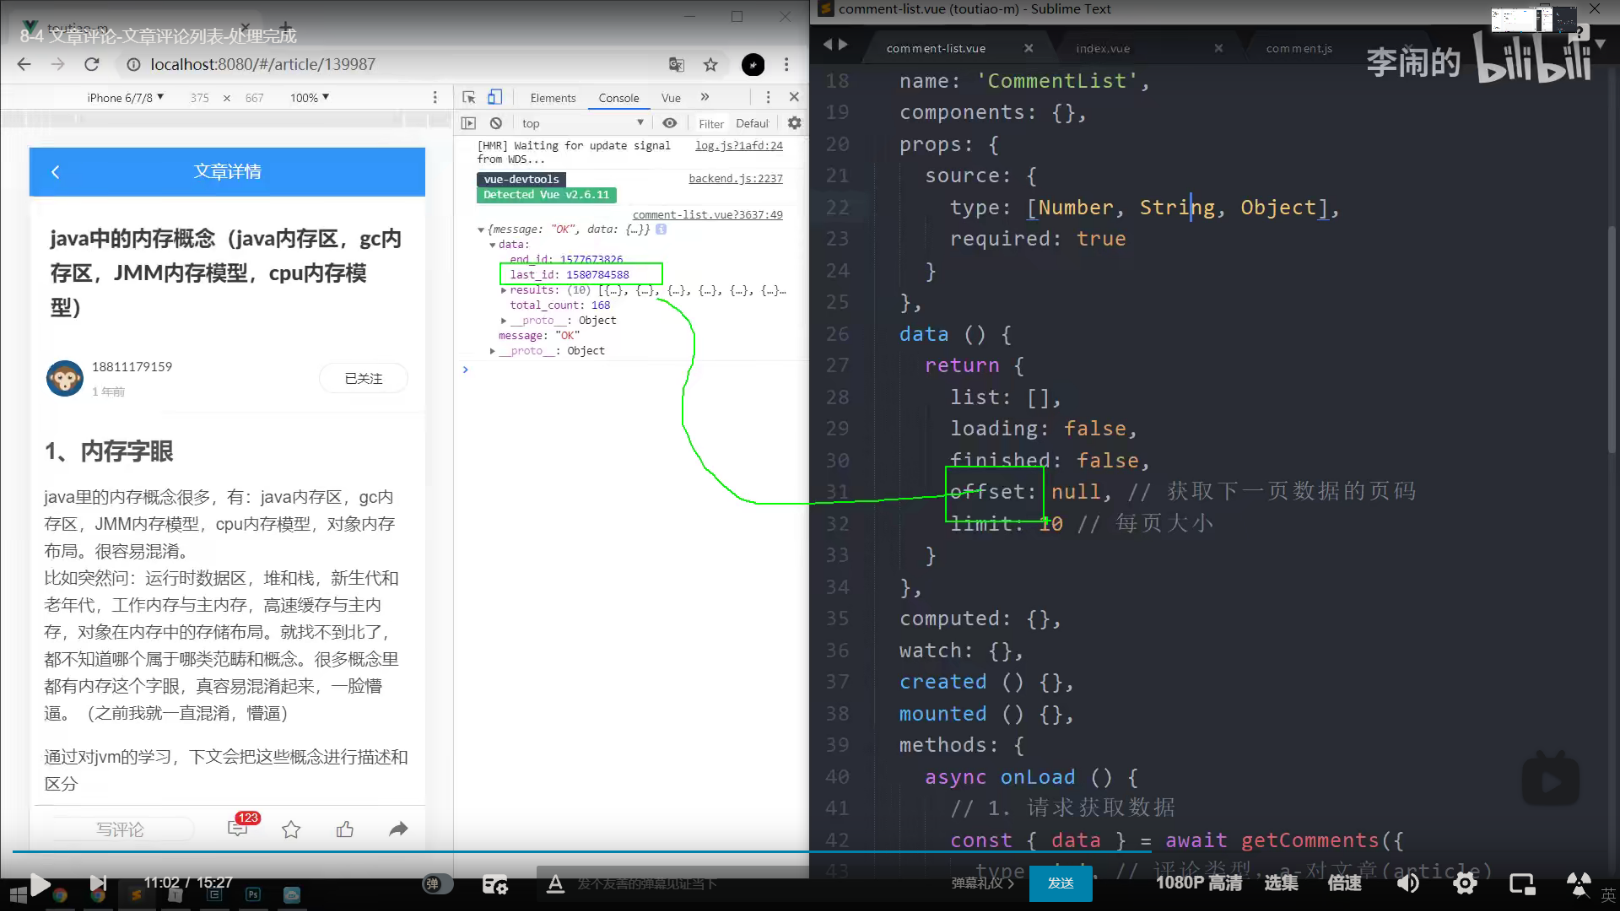 toutiao-m
8-4 文章评论-文章评论列表-处理完成
localhost:8080/#/article/139987
iPhone 6/7/8 ▼ 375 × 667 100% ▼
文章详情
java中的内存概念（java内存区，gc内
存区，JMM内存模型，cpu内存模
型）
18811179159
1 年前
已关注
1、内存字眼
java里的内存概念很多，有：java内存区，gc内
存区，JMM内存模型，cpu内存模型，对象内存
布局。很容易混淆。
比如突然问：运行时数据区，堆和栈，新生代和
老年代，工作内存与主内存，高速缓存与主内
存，对象在内存中的存储布局。就找不到北了，
都不知道哪个属于哪类范畴和概念。很多概念里
都有内存这个字眼，真容易混淆起来，一脸懵
逼。（之前我就一直混淆，懵逼）
通过对jvm的学习，下文会把这些概念进行描述和
区分
写评论
123
Elements Console Vue »
top ▼ Filter Defaul
[HMR] Waiting for update signal log.js?1afd:24
from WDS...
vue-devtools backend.js:2237
Detected Vue v2.6.11
comment-list.vue?3637:49
▼{message: "OK", data: {…}} i
▼data:
end_id: 1577673826
last_id: 1580784588
▶results: (10) [{…}, {…}, {…}, {…}, {…}, {…}…
total_count: 168
▶__proto__: Object
message: "OK"
▶__proto__: Object
>
comment-list.vue (toutiao-m) - Sublime Text
comment-list.vue × index.vue × comment.js
李闹的 bilibili
18 name: 'CommentList',
19 components: {},
20 props: {
21 source: {
22 type: [Number, String, Object],
23 required: true
24 }
25 },
26 data () {
27 return {
28 list: [],
29 loading: false,
30 finished: false,
31 offset: null, // 获取下一页数据的页码
32 limit: 10 // 每页大小
33 }
34 },
35 computed: {},
36 watch: {},
37 created () {},
38 mounted () {},
39 methods: {
40 async onLoad () {
41 // 1. 请求获取数据
42 const { data } = await getComments({
43 // 评论类型，a-对文章(article)
11:02 / 15:27
弹
发个友善的弹幕见证当下
弹幕礼仪 >
发送
1080P 高清 选集 倍速
英